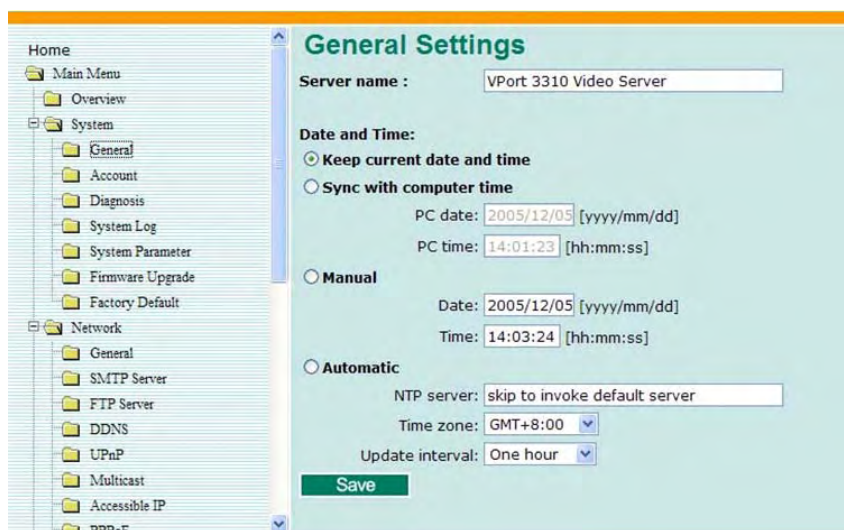 Home
Main Menu
Overview
System
General
Account
Diagnosis
System Log
System Parameter
Firmware Upgrade
Factory Default
Network
General
SMTP Server
FTP Server
DDNS
UPnP
Multicast
Accessible IP
PPPoE
General Settings
Server name : VPort 3310 Video Server
Date and Time:
Keep current date and time
Sync with computer time
PC date: 2005/12/05 [yyyy/mm/dd]
PC time: 14:01:23 [hh:mm:ss]
Manual
Date: 2005/12/05 [yyyy/mm/dd]
Time: 14:03:24 [hh:mm:ss]
Automatic
NTP server: skip to invoke default server
Time zone: GMT+8:00
Update interval: One hour
Save